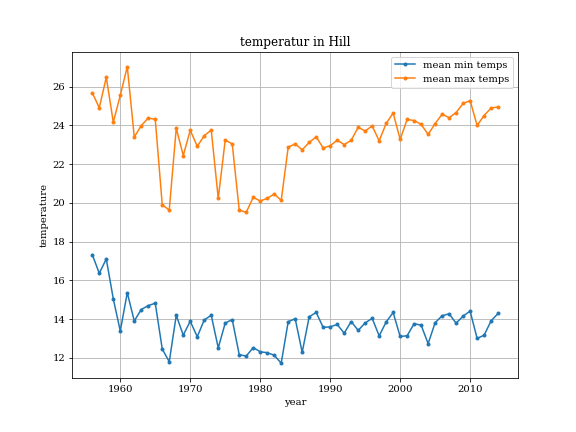 temperatur in Hill
mean min temps
mean max temps
26
24
22
20
18
16
14
12
temperature
1960 1970 1980 1990 2000 2010
year